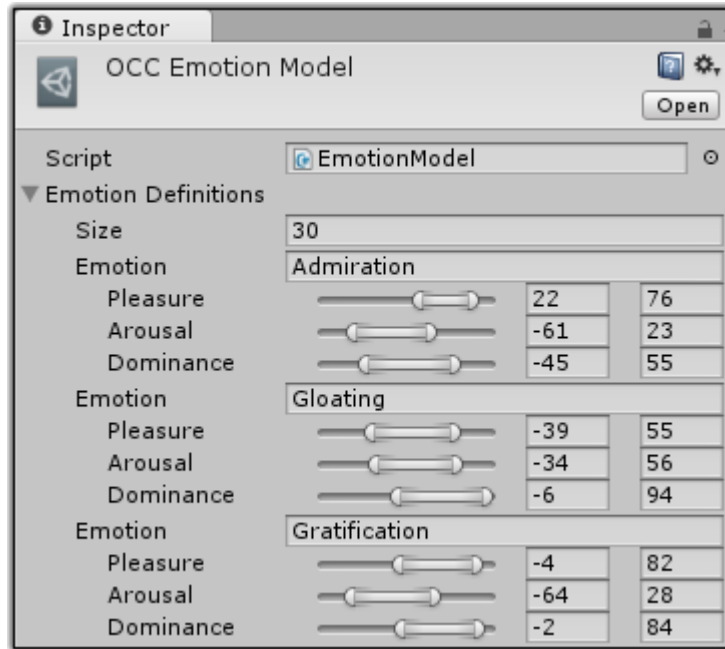 Inspector
OCC Emotion Model
Open
Script EmotionModel
Emotion Definitions
Size 30
Emotion Admiration
Pleasure 22 76
Arousal -61 23
Dominance -45 55
Emotion Gloating
Pleasure -39 55
Arousal -34 56
Dominance -6 94
Emotion Gratification
Pleasure -4 82
Arousal -64 28
Dominance -2 84